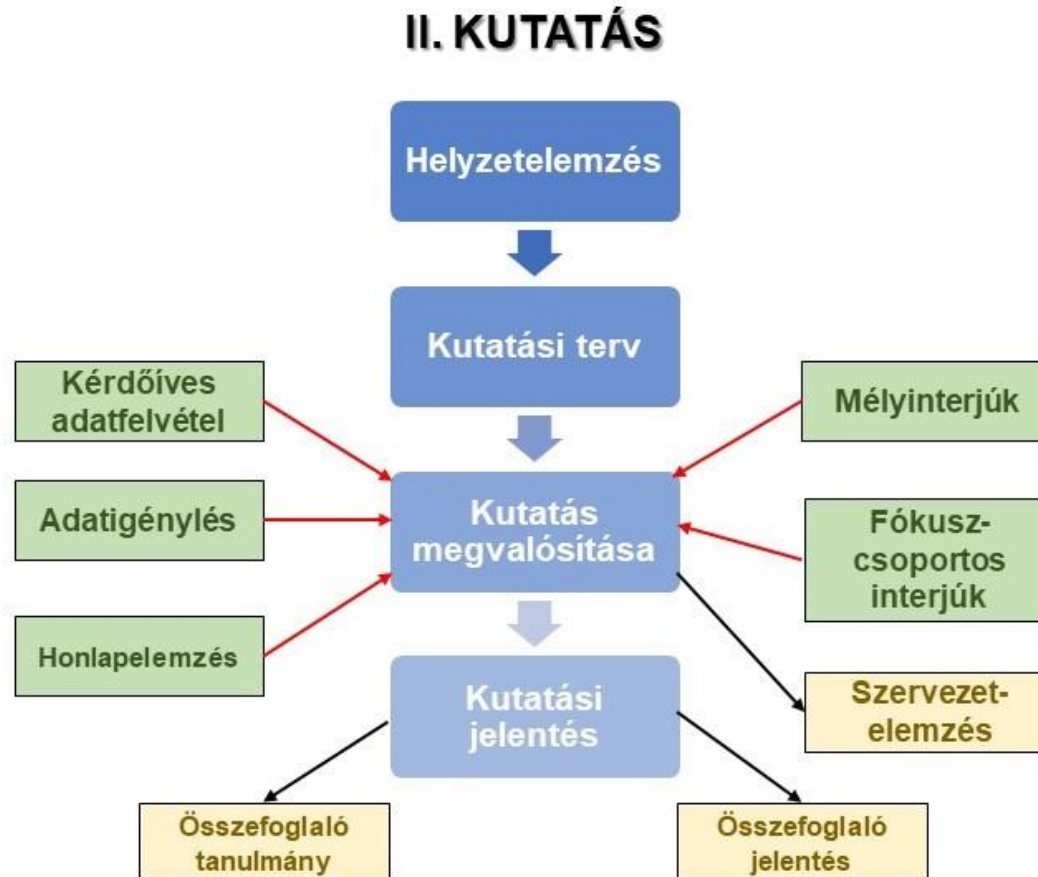 II. KUTATÁS
Helyzetelemzés
Kutatási terv
Kérdőíves
adatfelvétel
Adatigénylés
Honlapelemzés
Mélyinterjúk
Fókusz-
csoportos
interjúk
Kutatás
megvalósítása
Szervezet-
elemzés
Kutatási
jelentés
Összefoglaló
tanulmány
Összefoglaló
jelentés